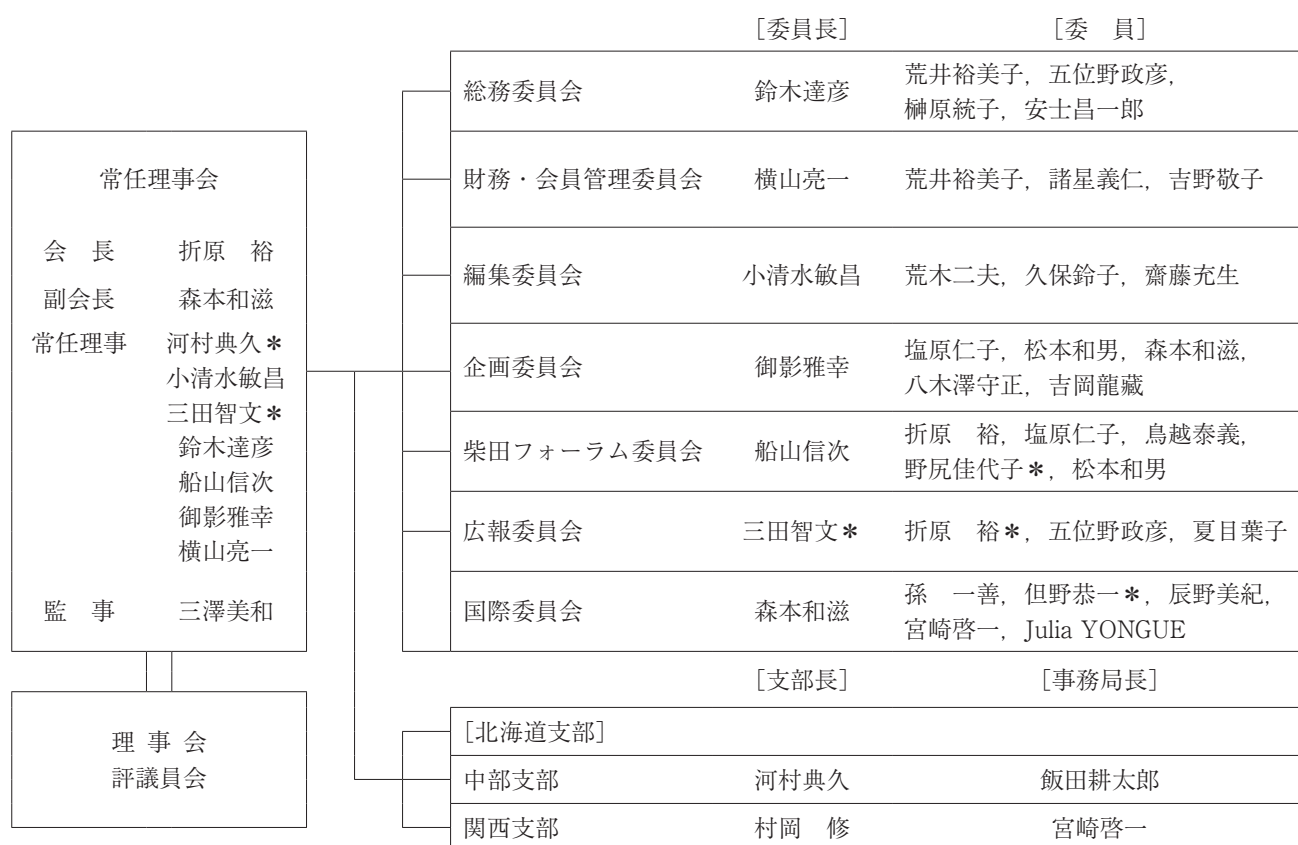 常任理事会
会　長　折原　裕
副会長　森本和滋
常任理事　河村典久＊
小清水敏昌
三田智文＊
鈴木達彦
船山信次
御影雅幸
横山亮一
監　事　三澤美和
理 事 会
評議員会
［委員長］　［委　員］
総務委員会　鈴木達彦　荒井裕美子，五位野政彦，
榊原統子，安士昌一郎
財務・会員管理委員会　横山亮一　荒井裕美子，諸星義仁，吉野敬子
編集委員会　小清水敏昌　荒木二夫，久保鈴子，齋藤充生
企画委員会　御影雅幸　塩原仁子，松本和男，森本和滋，
八木澤守正，吉岡龍藏
柴田フォーラム委員会　船山信次　折原　裕，塩原仁子，鳥越泰義，
野尻佳代子＊，松本和男
広報委員会　三田智文＊　折原　裕＊，五位野政彦，夏目葉子
国際委員会　森本和滋　孫　一善，但野恭一＊，辰野美紀，
宮崎啓一，Julia YONGUE
［支部長］　［事務局長］
［北海道支部］
中部支部　河村典久　飯田耕太郎
関西支部　村岡　修　宮崎啓一